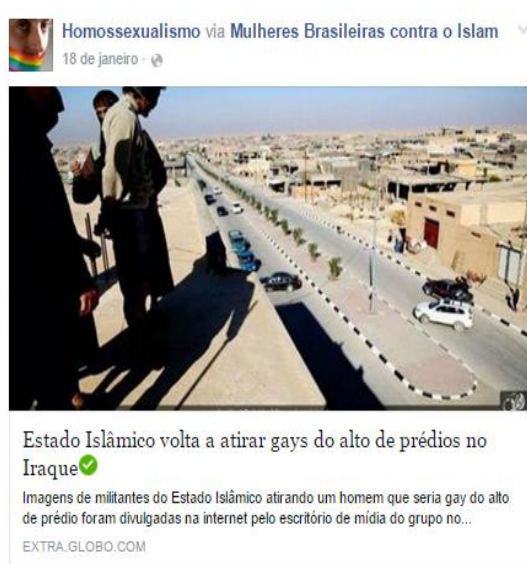 Homossexualismo via Mulheres Brasileiras contra o Islam
18 de janeiro ·
Estado Islâmico volta a atirar gays do alto de prédios no
Iraque
Imagens de militantes do Estado Islâmico atirando um homem que seria gay do alto
de prédio foram divulgadas na internet pelo escritório de mídia do grupo no...
EXTRA.GLOBO.COM